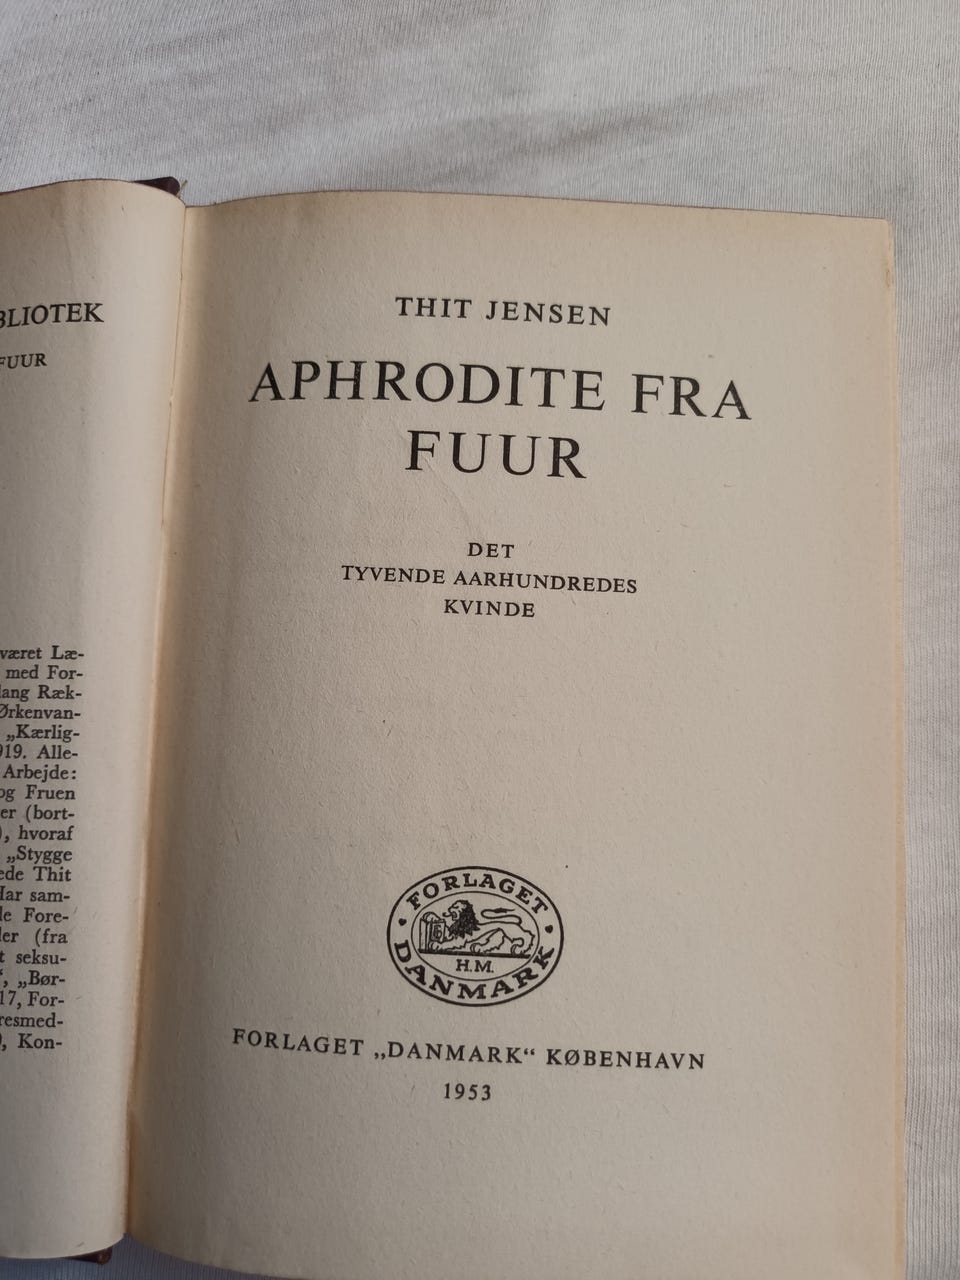 BLIOTEK
FUUR
været Læ-
med For-
lang Ræk-
Ørkenvan-
„Kærlig-
919. Alle-
Arbejde:
og Fruen
er (bort-
), hvoraf
„Stygge
ede Thit
Har sam-
de Fore-
ler (fra
t seksu-
“, „Bør-
17, For-
resmed-
), Kon-
THIT JENSEN
APHRODITE FRA
FUUR
DET
TYVENDE AARHUNDREDES
KVINDE
FORLAGET
H.M.
DANMARK
FORLAGET „DANMARK“ KØBENHAVN
1953